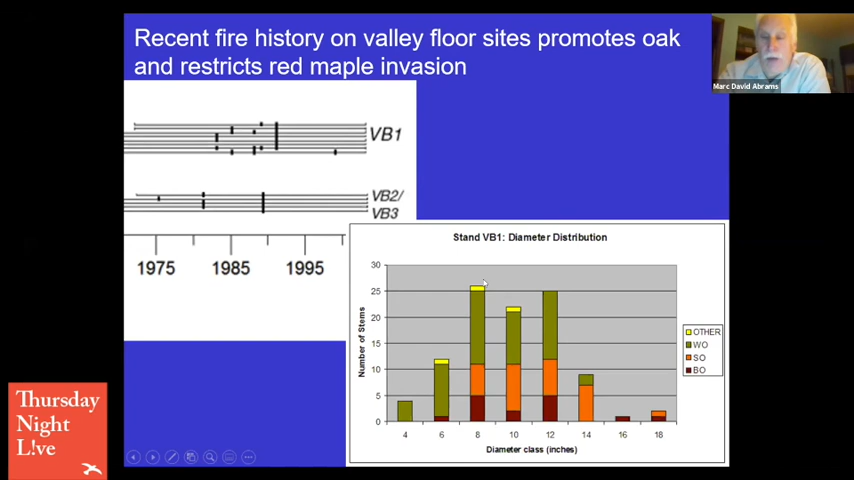 Recent fire history on valley floor sites promotes oak
and restricts red maple invasion
Marc David Abrams
VB1
VB2/
VB3
1975
1985
1995
Stand VB1: Diameter Distribution
Number of Stems
30
25
20
15
10
5
0
4
6
8
10
12
14
16
18
Diameter class (inches)
OTHER
WO
SO
BO
Thursday
Night
L!ve